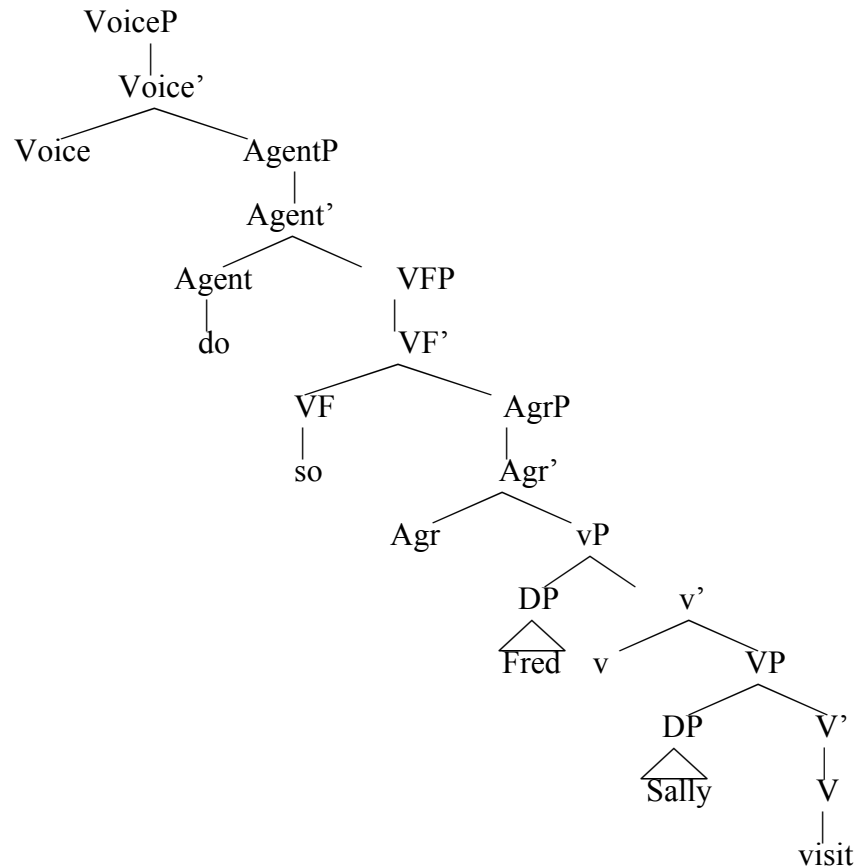 VoiceP
Voice’
Voice AgentP
Agent’
Agent VFP
do VF’
VF AgrP
so Agr’
Agr vP
DP v’
Fred v VP
DP V’
Sally V
visit